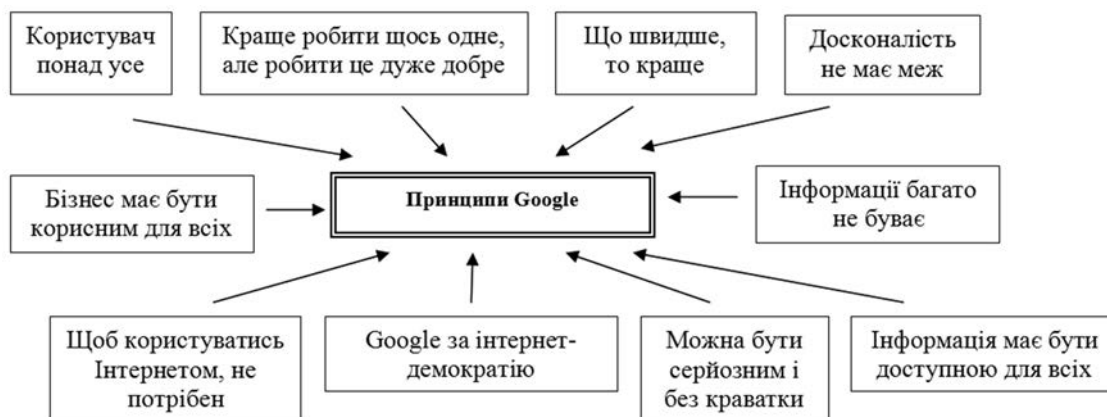 Користувач
понад усе
Краще робити щось одне,
але робити це дуже добре
Що швидше,
то краще
Досконалість
не має меж
Бізнес має бути
корисним для всіх
Принципи Google
Інформації багато
не буває
Щоб користуватись
Інтернетом, не
потрібен
Google за інтернет-
демократію
Можна бути
серйозним і
без краватки
Інформація має бути
доступною для всіх